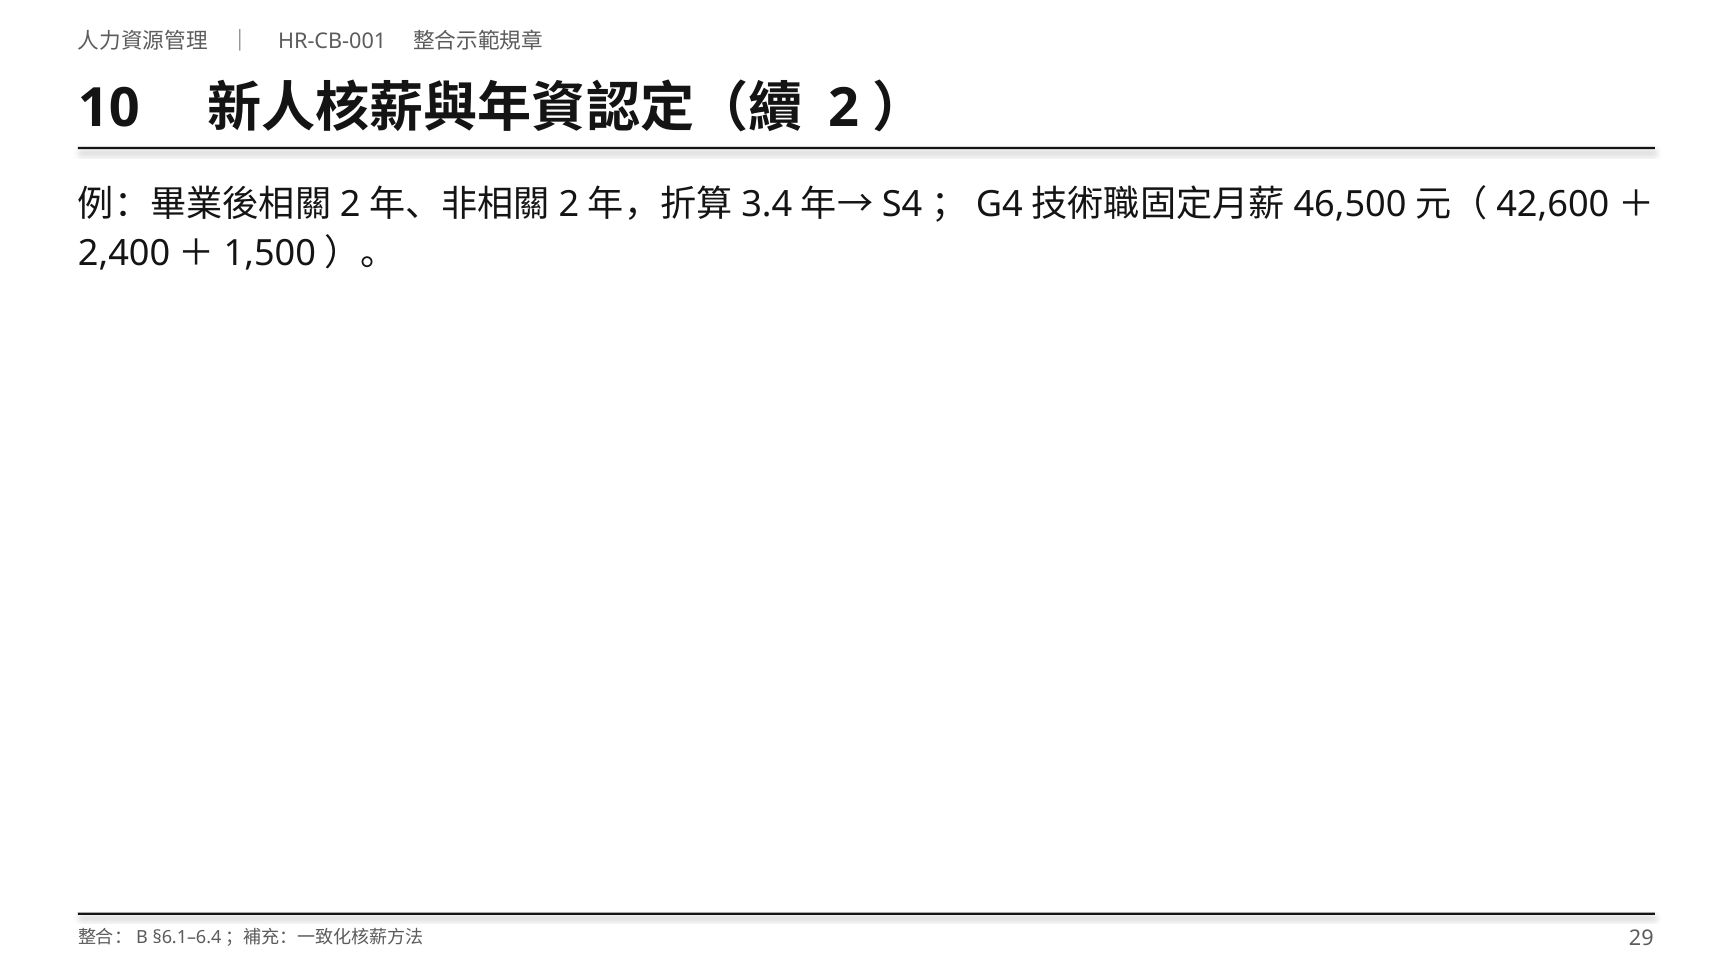 人力資源管理　｜　HR-CB-001　整合示範規章
10　新人核薪與年資認定（續 2）
例：畢業後相關 2 年、非相關 2 年，折算 3.4 年→ S4； G4 技術職固定月薪 46,500 元（ 42,600 ＋
2,400 ＋ 1,500 ）。
整合： B §6.1–6.4；補充：一致化核薪方法
29